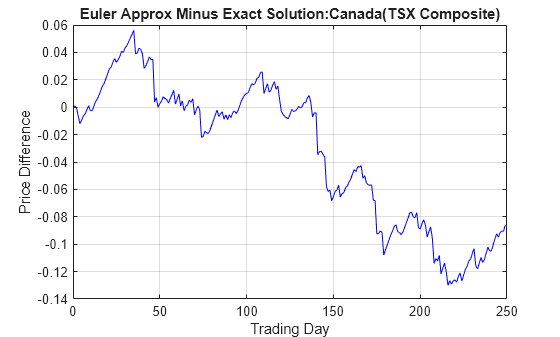 Euler Approx Minus Exact Solution:Canada(TSX Composite)
0.06
0.04
0.02
0
-0.02
-0.04
-0.06
-0.08
-0.1
-0.12
-0.14
Price Difference
0 50 100 150 200 250
Trading Day